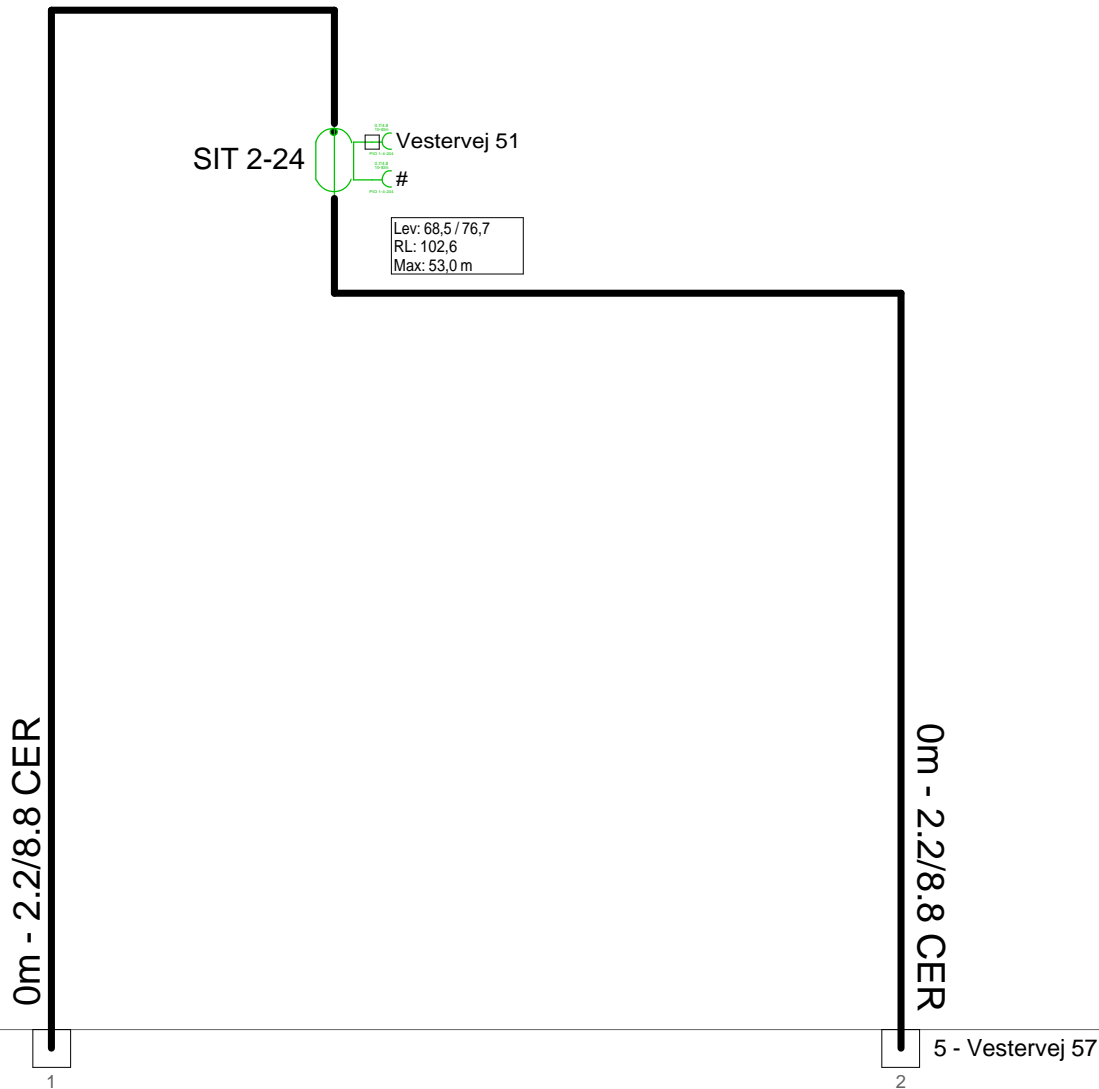 Vestervej 51
SIT 2-24
#
Lev: 68,5 / 76,7
RL: 102,6
Max: 53,0 m
0m - 2.2/8.8 CER
0m - 2.2/8.8 CER
5 - Vestervej 57
1
2